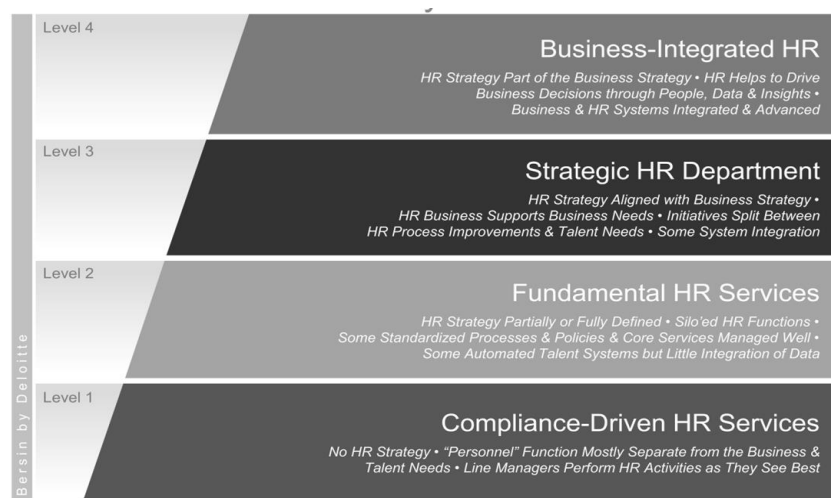 Level 4
Business-Integrated HR
HR Strategy Part of the Business Strategy • HR Helps to Drive
Business Decisions through People, Data & Insights •
Business & HR Systems Integrated & Advanced
Level 3
Strategic HR Department
HR Strategy Aligned with Business Strategy •
HR Business Supports Business Needs • Initiatives Split Between
HR Process Improvements & Talent Needs • Some System Integration
Level 2
Fundamental HR Services
HR Strategy Partially or Fully Defined • Silo'ed HR Functions •
Some Standardized Processes & Policies & Core Services Managed Well •
Some Automated Talent Systems but Little Integration of Data
Level 1
Compliance-Driven HR Services
No HR Strategy • “Personnel” Function Mostly Separate from the Business &
Talent Needs • Line Managers Perform HR Activities as They See Best
Bersin by Deloitte